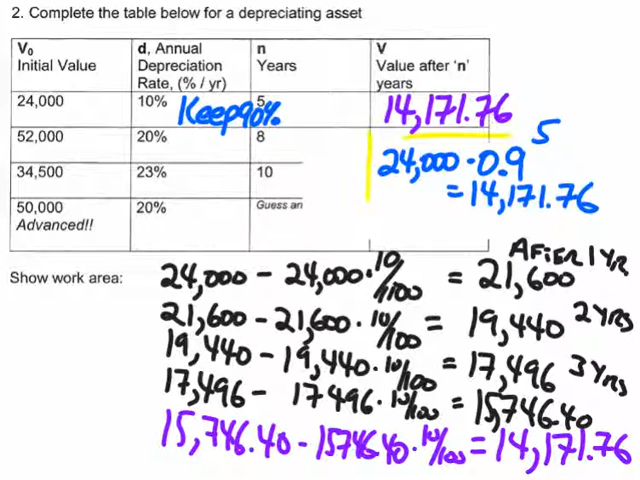 2. Complete the table below for a depreciating asset
V₀ Initial Value
d, Annual Depreciation Rate, (% / yr)
n Years
V Value after 'n' years
24,000 10% Keep 90% 5 14,171.76
52,000 20% 8 24,000 · 0.9⁵
= 14,171.76
34,500 23% 10
50,000 20% Guess an
Advanced!!
Show work area:
AFTER 1 YR
24,000 - 24,000 · 10/100 = 21,600
21,600 - 21,600 · 10/100 = 19,440 2 YRS
19,440 - 19,440 · 10/100 = 17,496 3 YRS
17,496 - 17496 · 10/100 = 15,746.40
15,746.40 - 15746.40 · 10/100 = 14,171.76